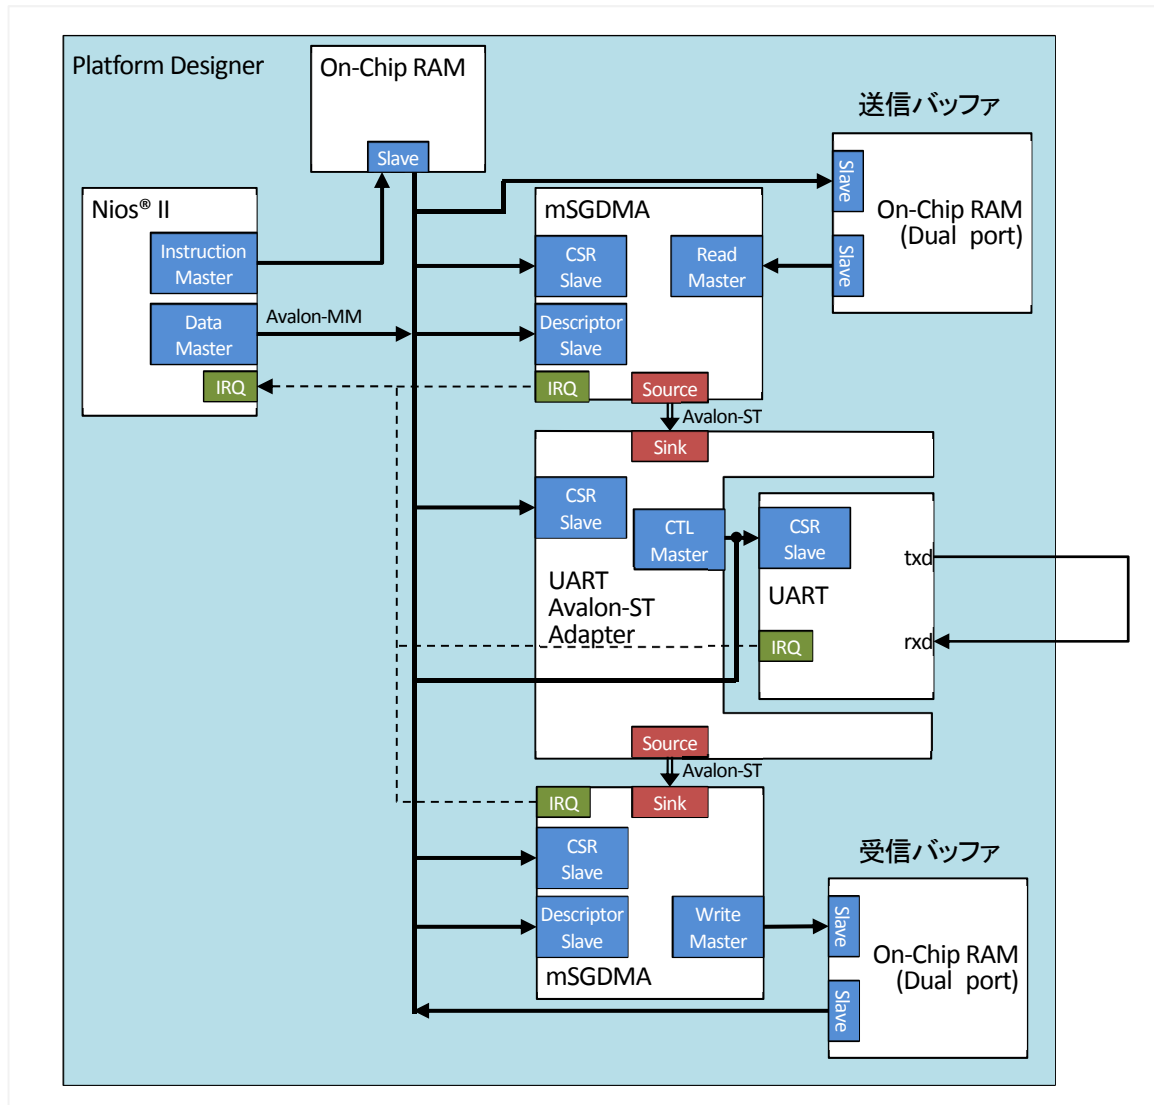 Platform Designer
On-Chip RAM
Slave
送信バッファ
Slave
Slave
On-Chip RAM
(Dual port)
Nios® II
Instruction
Master
Data
Master
IRQ
Avalon-MM
mSGDMA
CSR
Slave
Read
Master
Descriptor
Slave
IRQ
Source
Avalon-ST
Sink
CSR
Slave
CTL
Master
UART
Avalon-ST
Adapter
CSR
Slave
UART
IRQ
txd
rxd
Source
Avalon-ST
IRQ
Sink
CSR
Slave
Descriptor
Slave
Write
Master
mSGDMA
受信バッファ
Slave
Slave
On-Chip RAM
(Dual port)